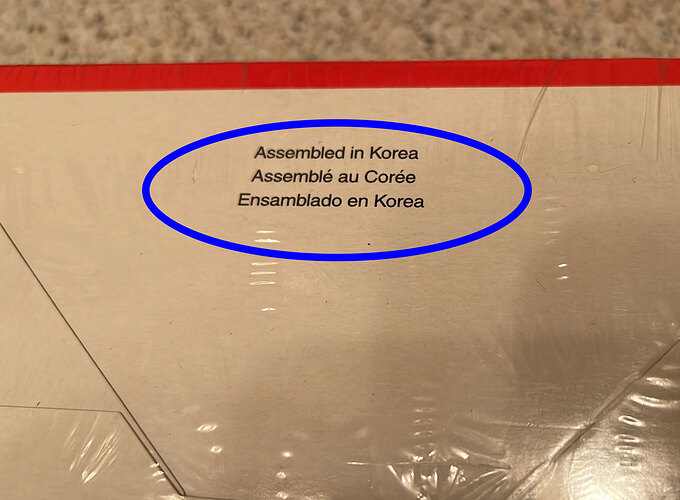 Assembled in Korea
Assemblé au Corée
Ensamblado en Korea